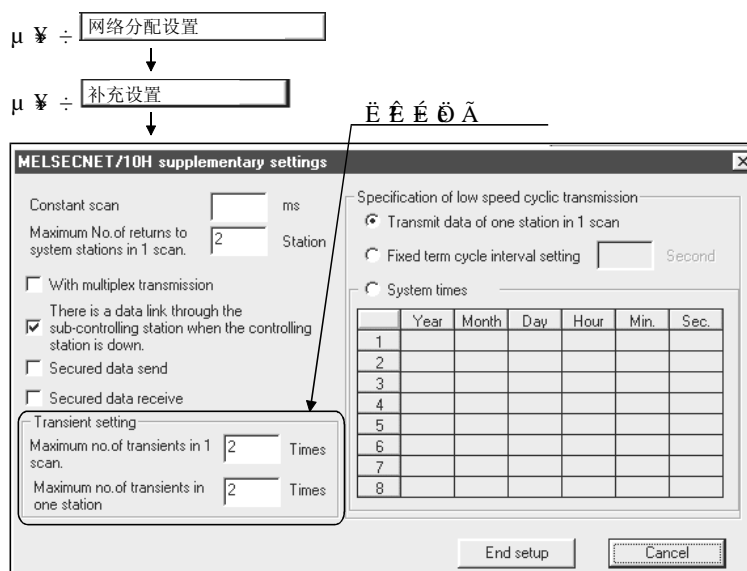 µ ¥ ÷ 网络分配设置
µ ¥ ÷ 补充设置
MELSECNET/10H supplementary settings
Constant scan ms
Maximum No.of returns to
system stations in 1 scan. 2 Station
With multiplex transmission
There is a data link through the
sub-controlling station when the controlling
station is down.
Secured data send
Secured data receive
Transient setting
Maximum no.of transients in 1
scan. 2 Times
Maximum no.of transients in
one station 2 Times
Specification of low speed cyclic transmission
Transmit data of one station in 1 scan
Fixed term cycle interval setting Second
System times
Year Month Day Hour Min. Sec.
1
2
3
4
5
6
7
8
End setup Cancel